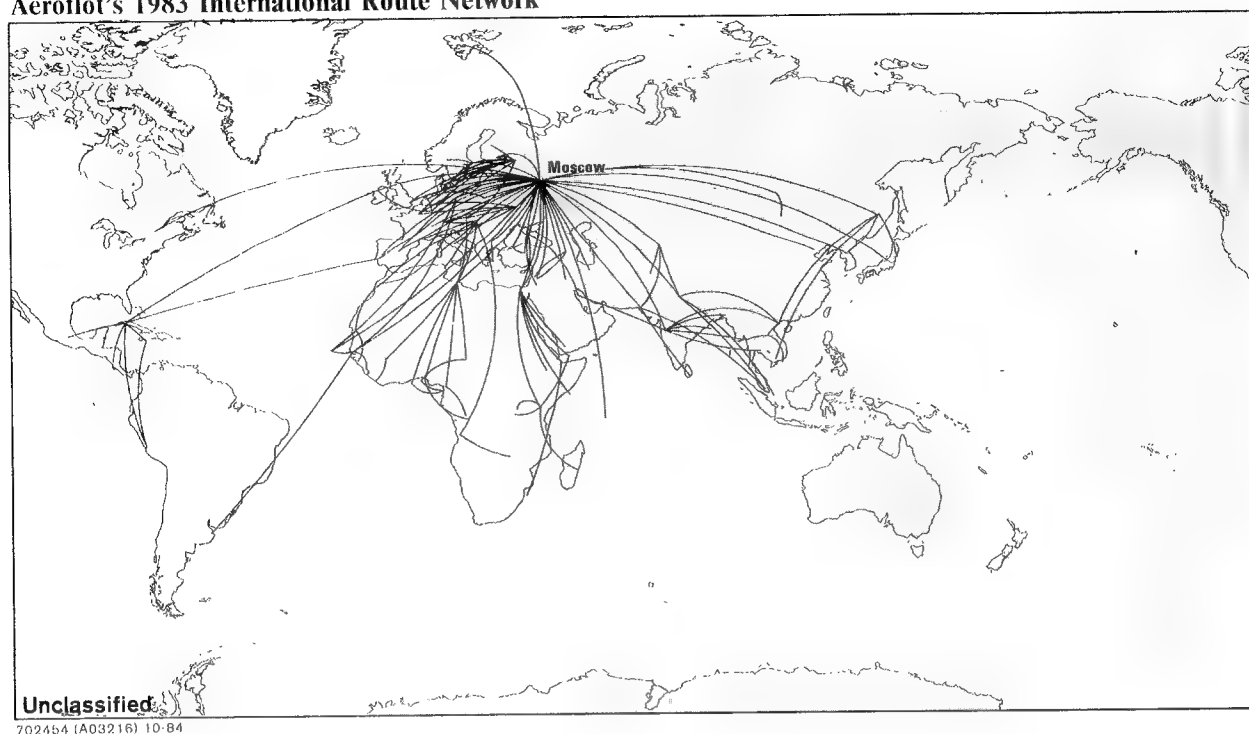 Aeroflot's 1983 International Route Network
Moscow
Unclassified
702454 (A03216) 10-84